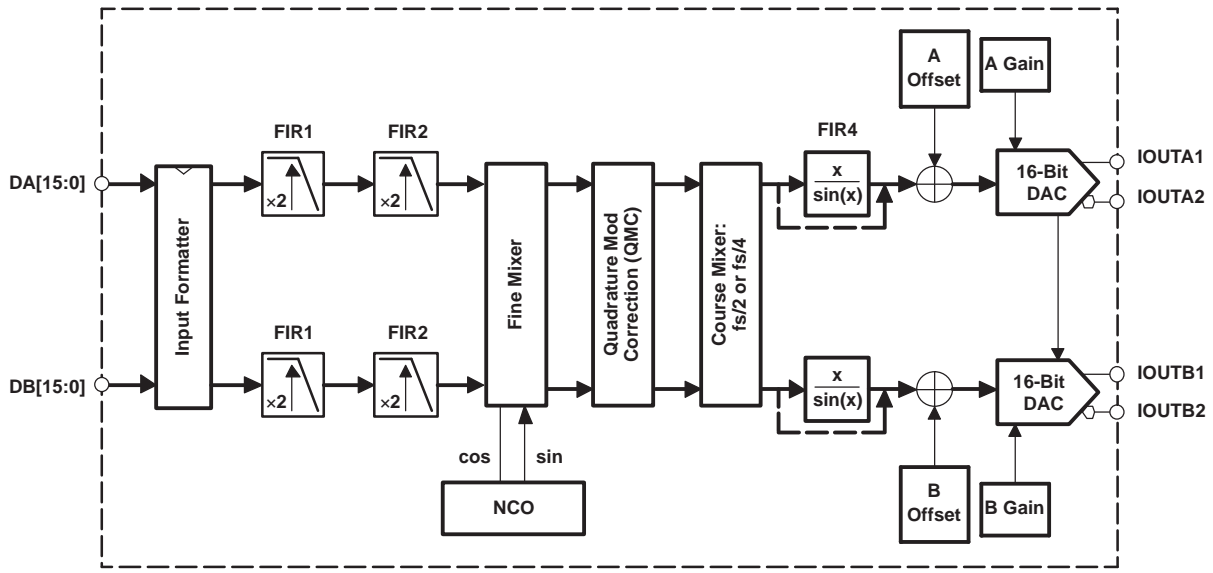 A
Offset
A Gain
FIR1
FIR2
FIR4
DA[15:0]
×2
×2
x
sin(x)
16-Bit
DAC
IOUTA1
IOUTA2
Input Formatter
Fine Mixer
Quadrature Mod
Correction (QMC)
Course Mixer:
fs/2 or fs/4
FIR1
FIR2
DB[15:0]
×2
×2
x
sin(x)
16-Bit
DAC
IOUTB1
IOUTB2
cos
sin
NCO
B
Offset
B Gain